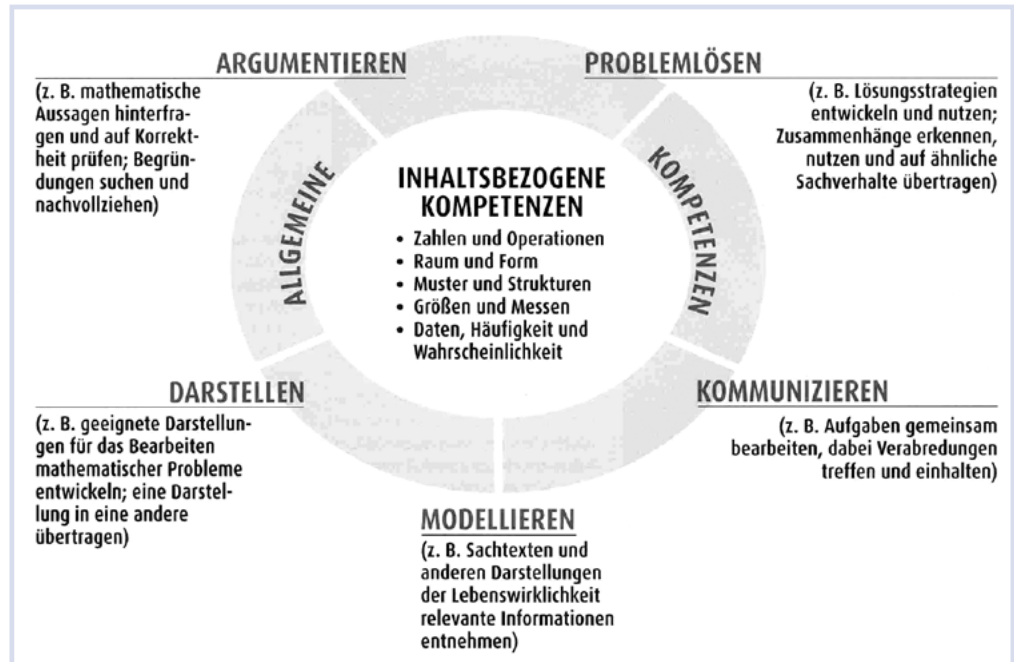 ARGUMENTIEREN
(z. B. mathematische
Aussagen hinterfra-
gen und auf Korrekt-
heit prüfen; Begrün-
dungen suchen und
nachvollziehen)
PROBLEMLÖSEN
(z. B. Lösungsstrategien
entwickeln und nutzen;
Zusammenhänge erkennen,
nutzen und auf ähnliche
Sachverhalte übertragen)
ALLGEMEINE
KOMPETENZEN
INHALTSBEZOGENE
KOMPETENZEN
• Zahlen und Operationen
• Raum und Form
• Muster und Strukturen
• Größen und Messen
• Daten, Häufigkeit und
Wahrscheinlichkeit
DARSTELLEN
(z. B. geeignete Darstellun-
gen für das Bearbeiten
mathematischer Probleme
entwickeln; eine Darstel-
lung in eine andere
übertragen)
MODELLIEREN
(z. B. Sachtexten und
anderen Darstellungen
der Lebenswirklichkeit
relevante Informationen
entnehmen)
KOMMUNIZIEREN
(z. B. Aufgaben gemeinsam
bearbeiten, dabei Verabredungen
treffen und einhalten)